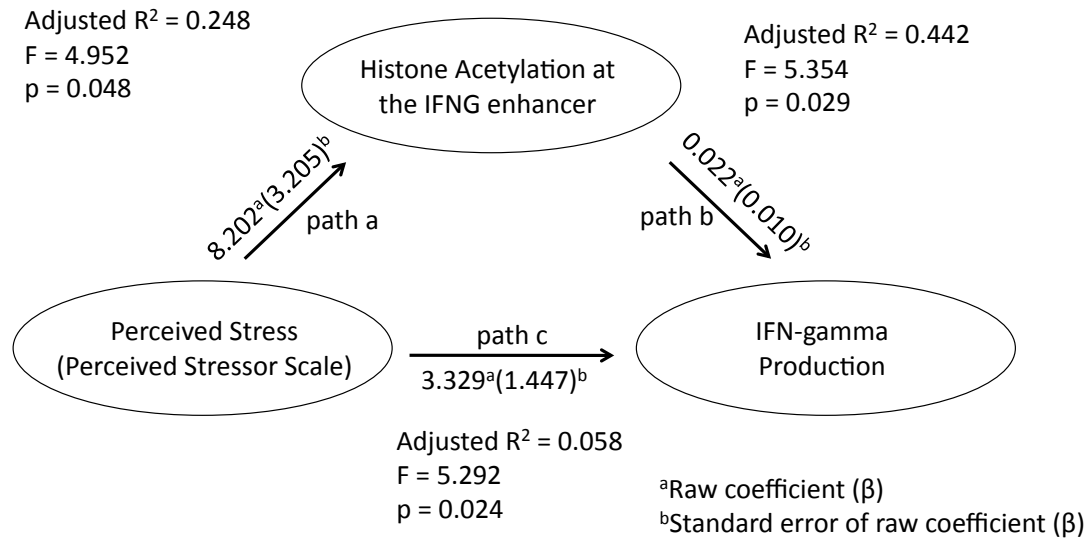 Adjusted R² = 0.248
F = 4.952
p = 0.048
Histone Acetylation at
the IFNG enhancer
Adjusted R² = 0.442
F = 5.354
p = 0.029
8.202ᵃ(3.205)ᵇ
path a
0.022ᵃ(0.010)ᵇ
path b
Perceived Stress
(Perceived Stressor Scale)
path c
3.329ᵃ(1.447)ᵇ
IFN-gamma
Production
Adjusted R² = 0.058
F = 5.292
p = 0.024
ᵃRaw coefficient (β)
ᵇStandard error of raw coefficient (β)